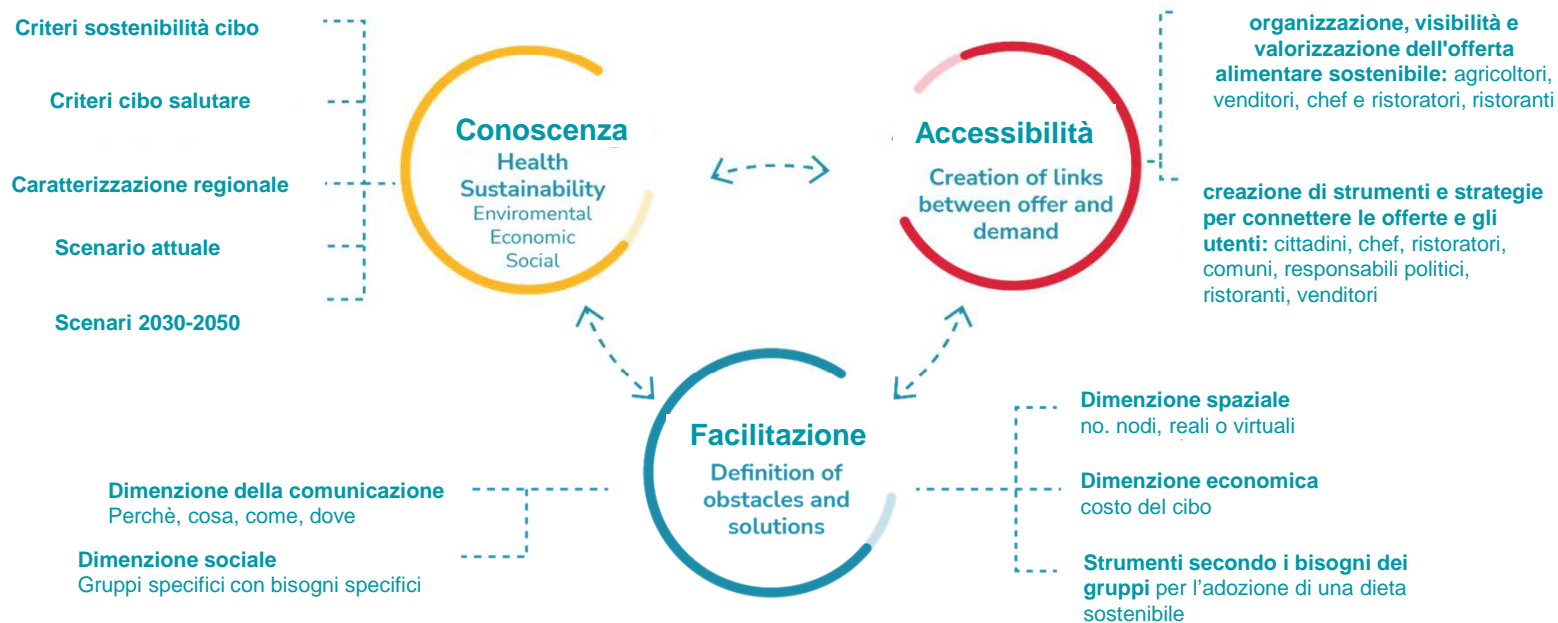 Criteri sostenibilità cibo
Criteri cibo salutare
Caratterizzazione regionale
Scenario attuale
Scenari 2030-2050
Conoscenza
Health
Sustainability
Enviromental
Economic
Social
Accessibilità
Creation of links
between offer and
demand
organizzazione, visibilità e
valorizzazione dell'offerta
alimentare sostenibile: agricoltori,
venditori, chef e ristoratori, ristoranti
creazione di strumenti e strategie
per connettere le offerte e gli
utenti: cittadini, chef, ristoratori,
comuni, responsabili politici,
ristoranti, venditori
Facilitazione
Definition of
obstacles and
solutions
Dimenzione della comunicazione
Perchè, cosa, come, dove
Dimenzione sociale
Gruppi specifici con bisogni specifici
Dimenzione spaziale
no. nodi, reali o virtuali
Dimenzione economica
costo del cibo
Strumenti secondo i bisogni dei
gruppi per l’adozione di una dieta
sostenibile